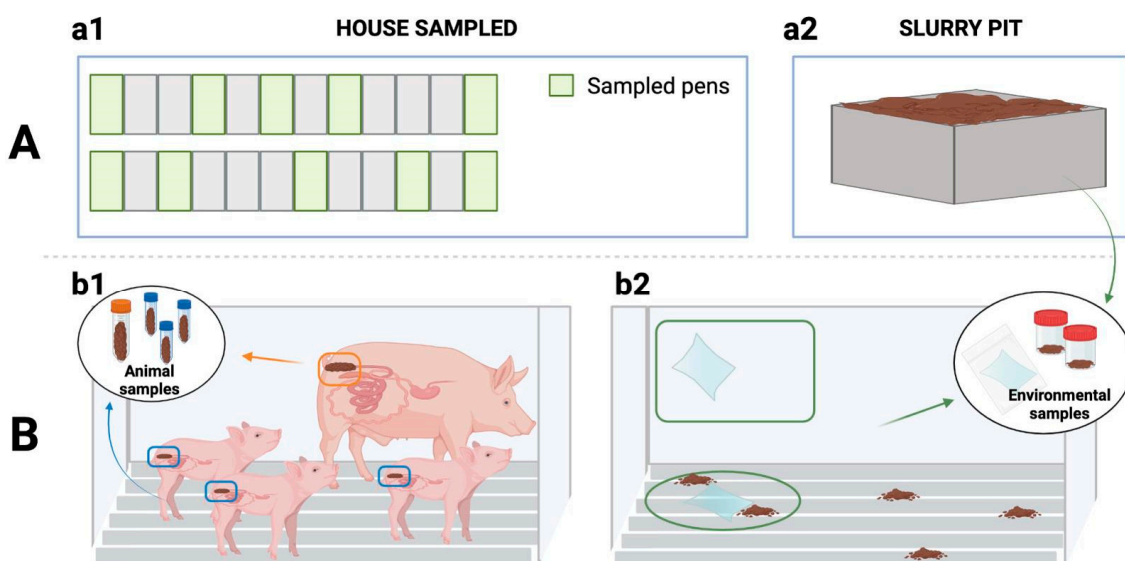 a1
HOUSE SAMPLED
a2
SLURRY PIT
Sampled pens
A
b1
b2
Animal
samples
Environmental
samples
B